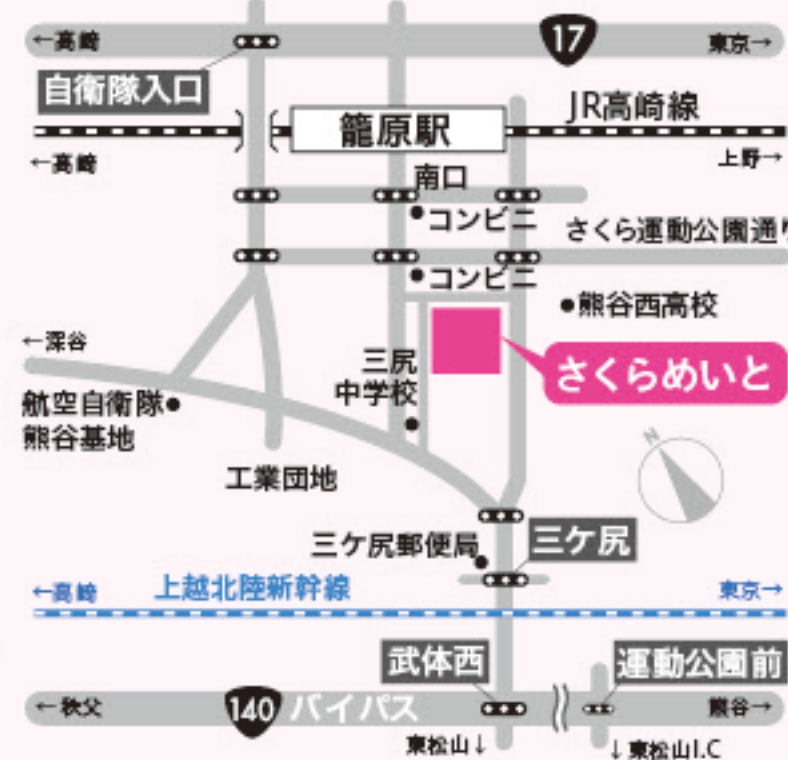 ←高崎
17
東京→
自衛隊入口
JR高崎線
籠原駅
←高崎
上野→
南口
コンビニ
さくら運動公園通り
コンビニ
熊谷西高校
←深谷
三尻
中学校
さくらめいと
航空自衛隊
熊谷基地
N
工業団地
三ケ尻郵便局
三ケ尻
←高崎
上越北陸新幹線
東京→
武体西
運動公園前
←秩父
140
バイパス
熊谷→
東松山↓
↓東松山I.C